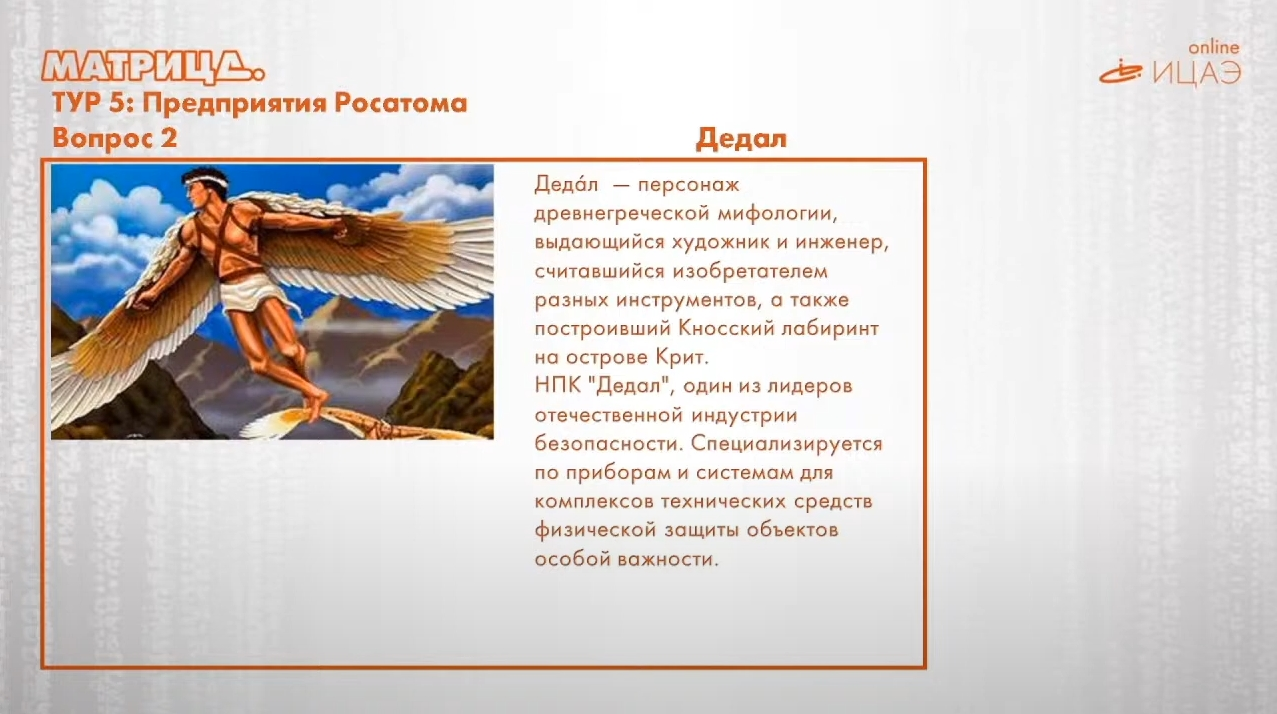 МАТРИЦА.
online
ИЦАЭ
ТУР 5: Предприятия Росатома
Вопрос 2
Дедал
Деда́л — персонаж
древнегреческой мифологии,
выдающийся художник и инженер,
считавшийся изобретателем
разных инструментов, а также
построивший Кносский лабиринт
на острове Крит.
НПК "Дедал", один из лидеров
отечественной индустрии
безопасности. Специализируется
по приборам и системам для
комплексов технических средств
физической защиты объектов
особой важности.